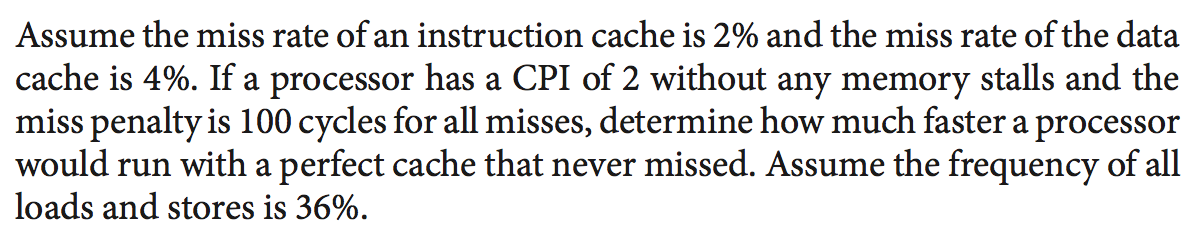 Assume the miss rate of an instruction cache is 2% and the miss rate of the data
cache is 4%. If a processor has a CPI of 2 without any memory stalls and the
miss penalty is 100 cycles for all misses, determine how much faster a processor
would run with a perfect cache that never missed. Assume the frequency of all
loads and stores is 36%.